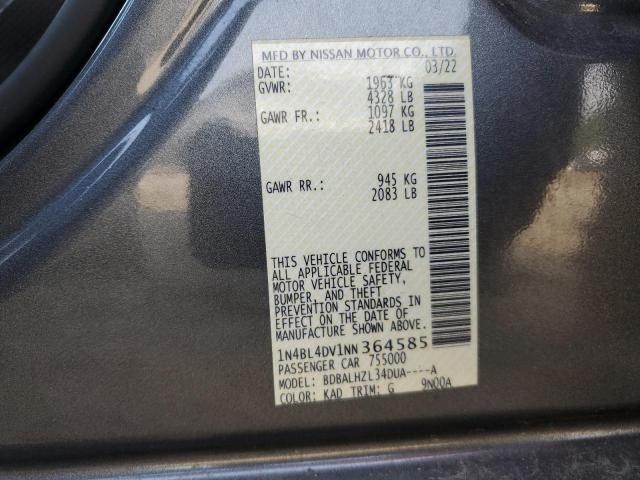 MFD BY NISSAN MOTOR CO., LTD.
DATE: 03/22
GVWR: 1963 KG
4328 LB
GAWR FR.: 1097 KG
2418 LB
GAWR RR.: 945 KG
2083 LB
THIS VEHICLE CONFORMS TO
ALL APPLICABLE FEDERAL
MOTOR VEHICLE SAFETY,
BUMPER, AND THEFT
PREVENTION STANDARDS IN
EFFECT ON THE DATE OF
MANUFACTURE SHOWN ABOVE.
1N4BL4DV1NN364585
PASSENGER CAR 755000
MODEL: BDBALHZL34DUA----A
COLOR: KAD TRIM: G 9N00A